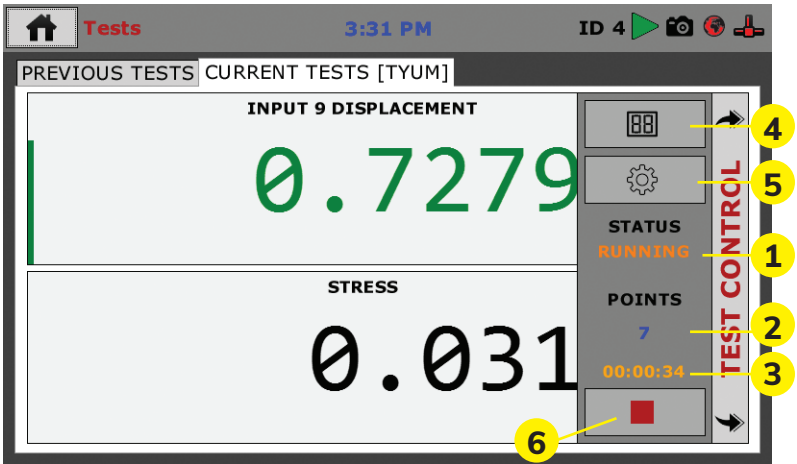 Tests
3:31 PM
ID 4
PREVIOUS TESTS
CURRENT TESTS [TYUM]
INPUT 9 DISPLACEMENT
0.7279
STRESS
0.031
88
STATUS
RUNNING
POINTS
7
00:00:34
TEST CONTROL
4
5
1
2
3
6